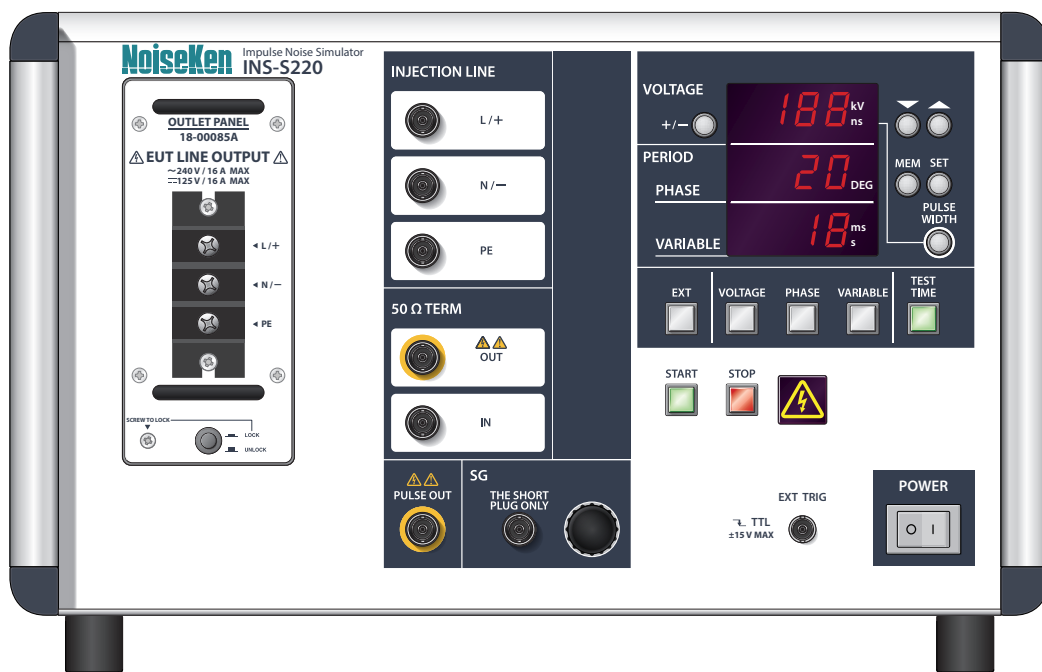 NoiseKen
Impulse Noise Simulator
INS-S220
OUTLET PANEL
18-00085A
EUT LINE OUTPUT
~240 V / 16 A MAX
⎓125 V / 16 A MAX
L/+
N/−
PE
SCREW TO LOCK
LOCK
UNLOCK
INJECTION LINE
L/+
N/−
PE
50 Ω TERM
OUT
IN
PULSE OUT
SG
THE SHORT
PLUG ONLY
VOLTAGE
+/−
188
kV
ns
PERIOD
PHASE
20
DEG
VARIABLE
18
ms
s
MEM
SET
PULSE
WIDTH
EXT
VOLTAGE
PHASE
VARIABLE
TEST
TIME
START
STOP
EXT TRIG
TTL
±15 V MAX
POWER
O
I